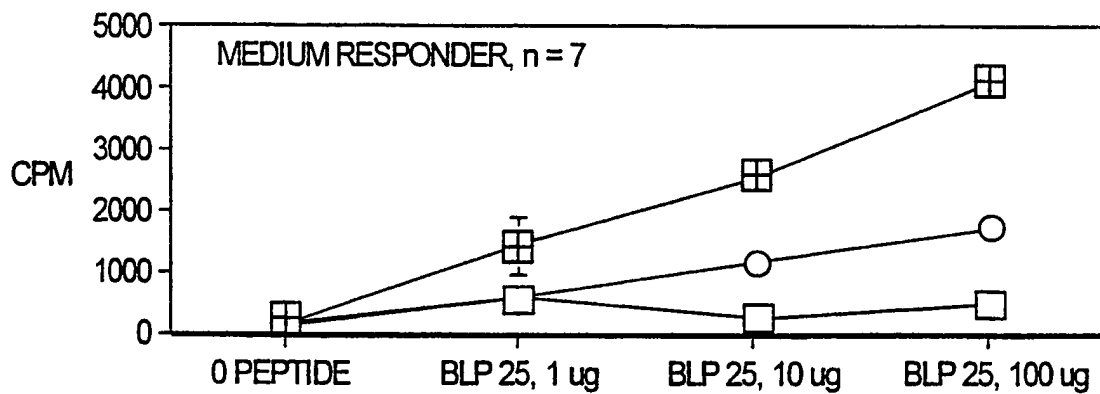 5000
MEDIUM RESPONDER, n = 7
4000
3000
CPM
2000
1000
0
0 PEPTIDE BLP 25, 1 ug BLP 25, 10 ug BLP 25, 100 ug